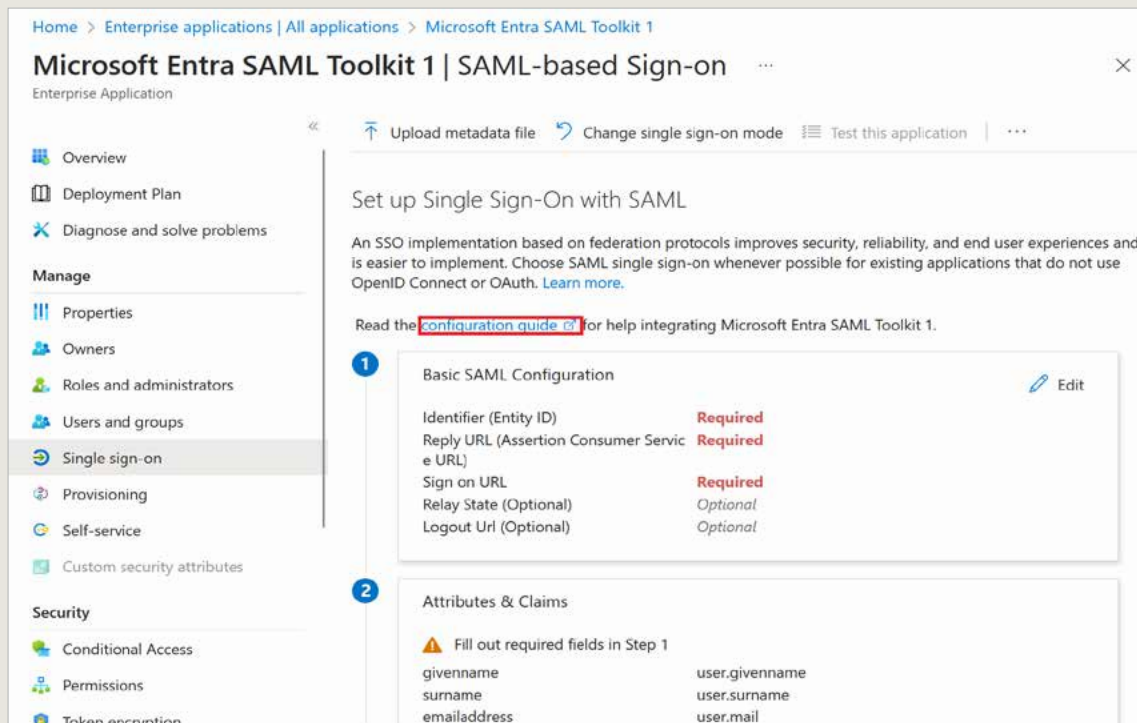 Home > Enterprise applications | All applications > Microsoft Entra SAML Toolkit 1
Microsoft Entra SAML Toolkit 1 | SAML-based Sign-on ...
Enterprise Application
Overview
Deployment Plan
Diagnose and solve problems
Manage
Properties
Owners
Roles and administrators
Users and groups
Single sign-on
Provisioning
Self-service
Custom security attributes
Security
Conditional Access
Permissions
Token encryption
Upload metadata file Change single sign-on mode Test this application | ...
Set up Single Sign-On with SAML
An SSO implementation based on federation protocols improves security, reliability, and end user experiences and
is easier to implement. Choose SAML single sign-on whenever possible for existing applications that do not use
OpenID Connect or OAuth. Learn more.
Read the configuration guide for help integrating Microsoft Entra SAML Toolkit 1.
1
Basic SAML Configuration
Edit
Identifier (Entity ID) Required
Reply URL (Assertion Consumer Servic Required
e URL)
Sign on URL Required
Relay State (Optional) Optional
Logout Url (Optional) Optional
2
Attributes & Claims
Fill out required fields in Step 1
givenname user.givenname
surname user.surname
emailaddress user.mail